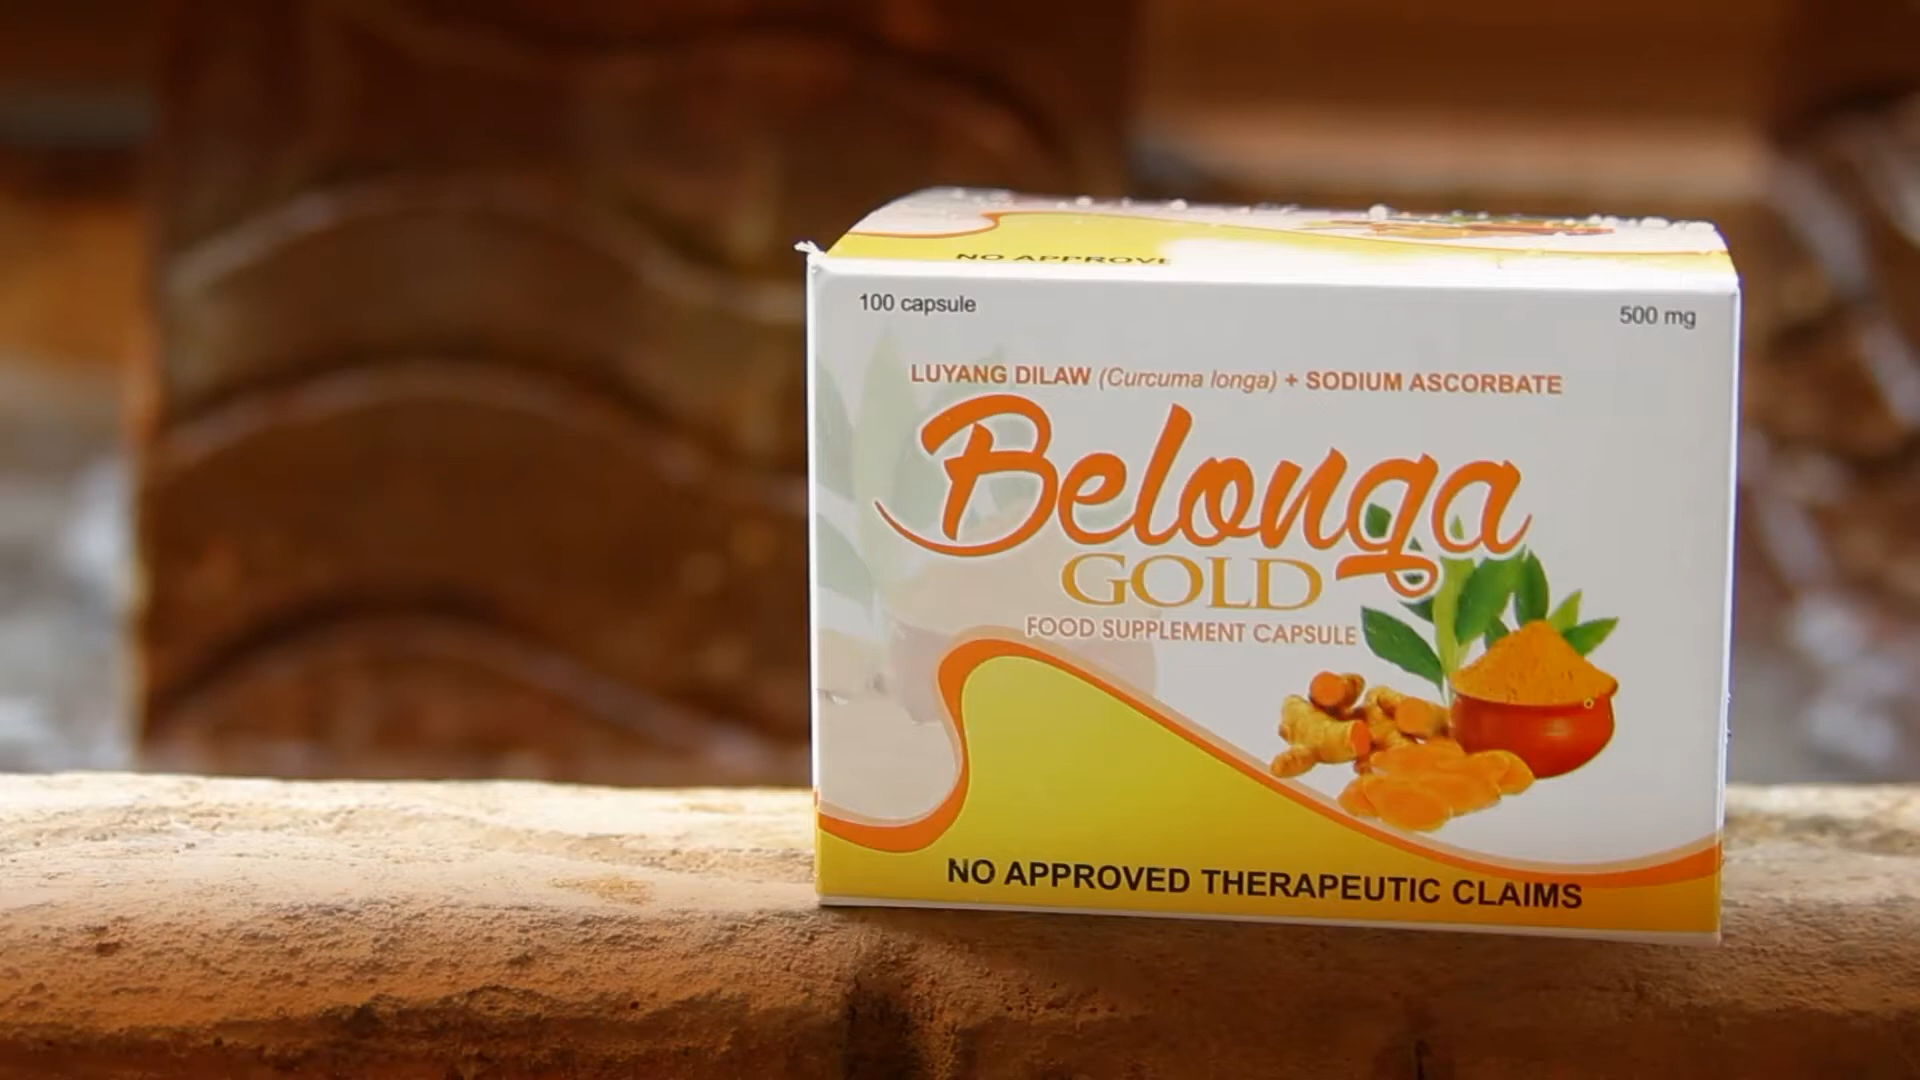 NO APPROVE
100 capsule
500 mg
LUYANG DILAW (Curcuma longa) + SODIUM ASCORBATE
Belonga
GOLD
FOOD SUPPLEMENT CAPSULE
NO APPROVED THERAPEUTIC CLAIMS